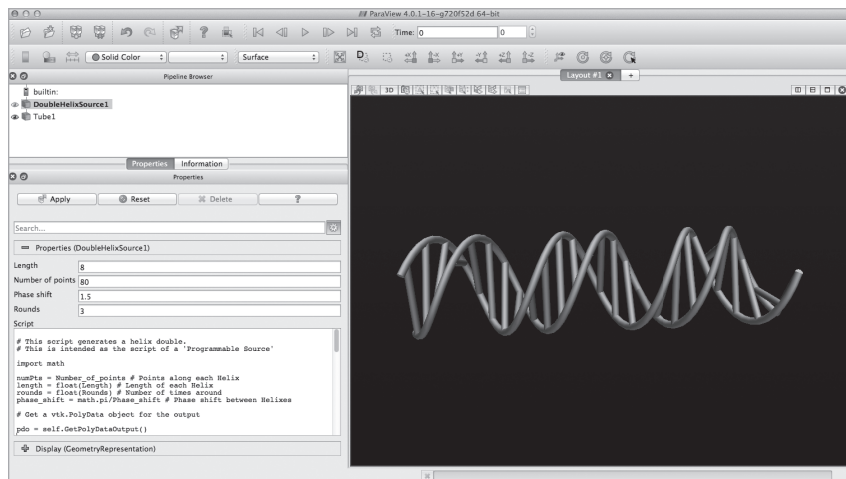 ParaView 4.0.1-16-g720f52d 64-bit
Time: 0 0
Solid Color Surface
+X -X +Y -Y +Z -Z
Pipeline Browser
Layout #1 +
builtin:
DoubleHelixSource1
Tube1
3D
Properties Information
Properties
Apply Reset Delete ?
Search...
Properties (DoubleHelixSource1)
Length 8
Number of points 80
Phase shift 1.5
Rounds 3
Script
# This script generates a helix double.
# This is intended as the script of a 'Programmable Source'
import math
numPts = Number_of_points # Points along each Helix
length = float(Length) # Length of each Helix
rounds = float(Rounds) # Number of times around
phase_shift = math.pi/Phase_shift # Phase shift between Helixes
# Get a vtk.PolyData object for the output
pdo = self.GetPolyDataOutput()
Display (GeometryRepresentation)